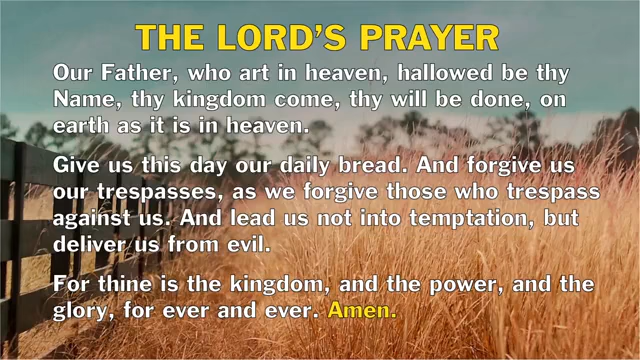 THE LORD'S PRAYER
Our Father, who art in heaven, hallowed be thy
Name, thy kingdom come, thy will be done, on
earth as it is in heaven.
Give us this day our daily bread. And forgive us
our trespasses, as we forgive those who trespass
against us. And lead us not into temptation, but
deliver us from evil.
For thine is the kingdom, and the power, and the
glory, for ever and ever. Amen.